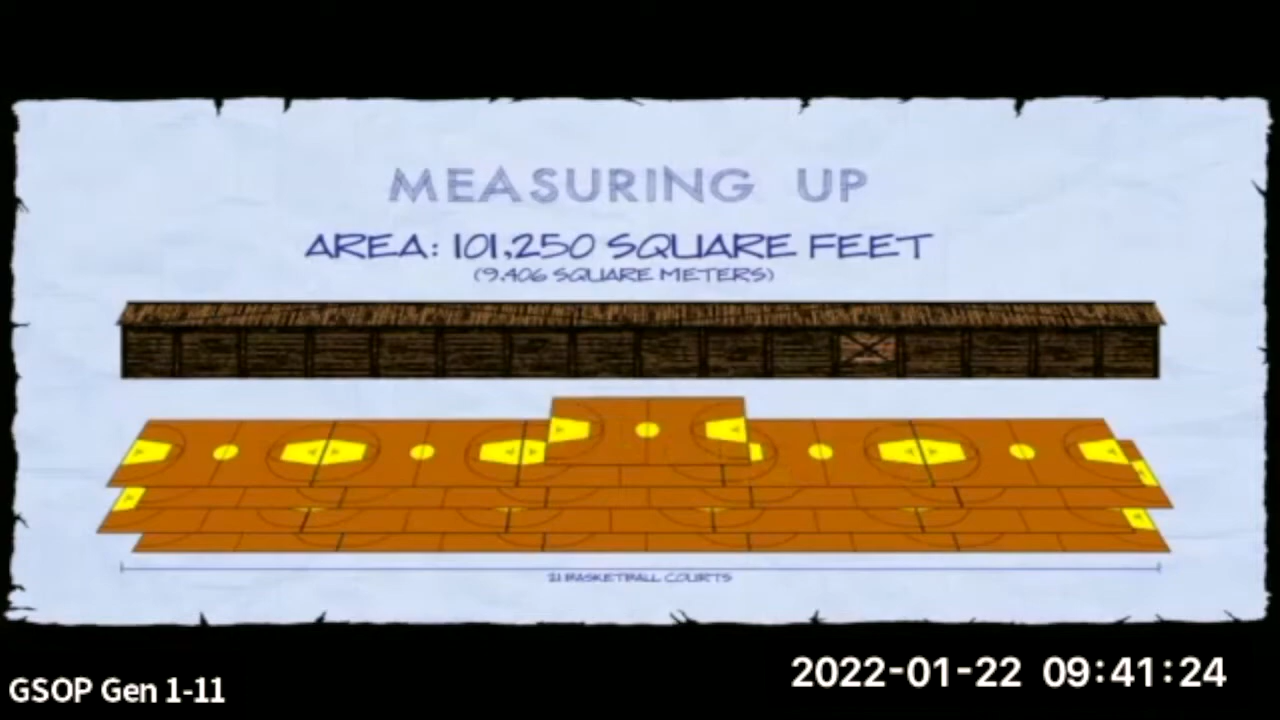 MEASURING UP
AREA: 101,250 SQUARE FEET
(9,406 SQUARE METERS)
21 BASKETBALL COURTS
GSOP Gen 1-11
2022-01-22 09:41:24